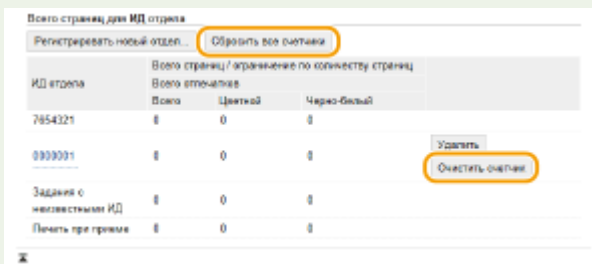 Всего страниц для ИД отдела
Регистрировать новый отдел... Сбросить все счетчики
ИД отдела Всего страниц / ограничение по количеству страниц
Всего отпечатков
Всего Цветной Черно-белый
7654321 0 0 0
0000001 0 0 0 Удалить
Очистить счетчик
Задания с неизвестными ИД 0 0 0
Печать при приеме 0 0 0